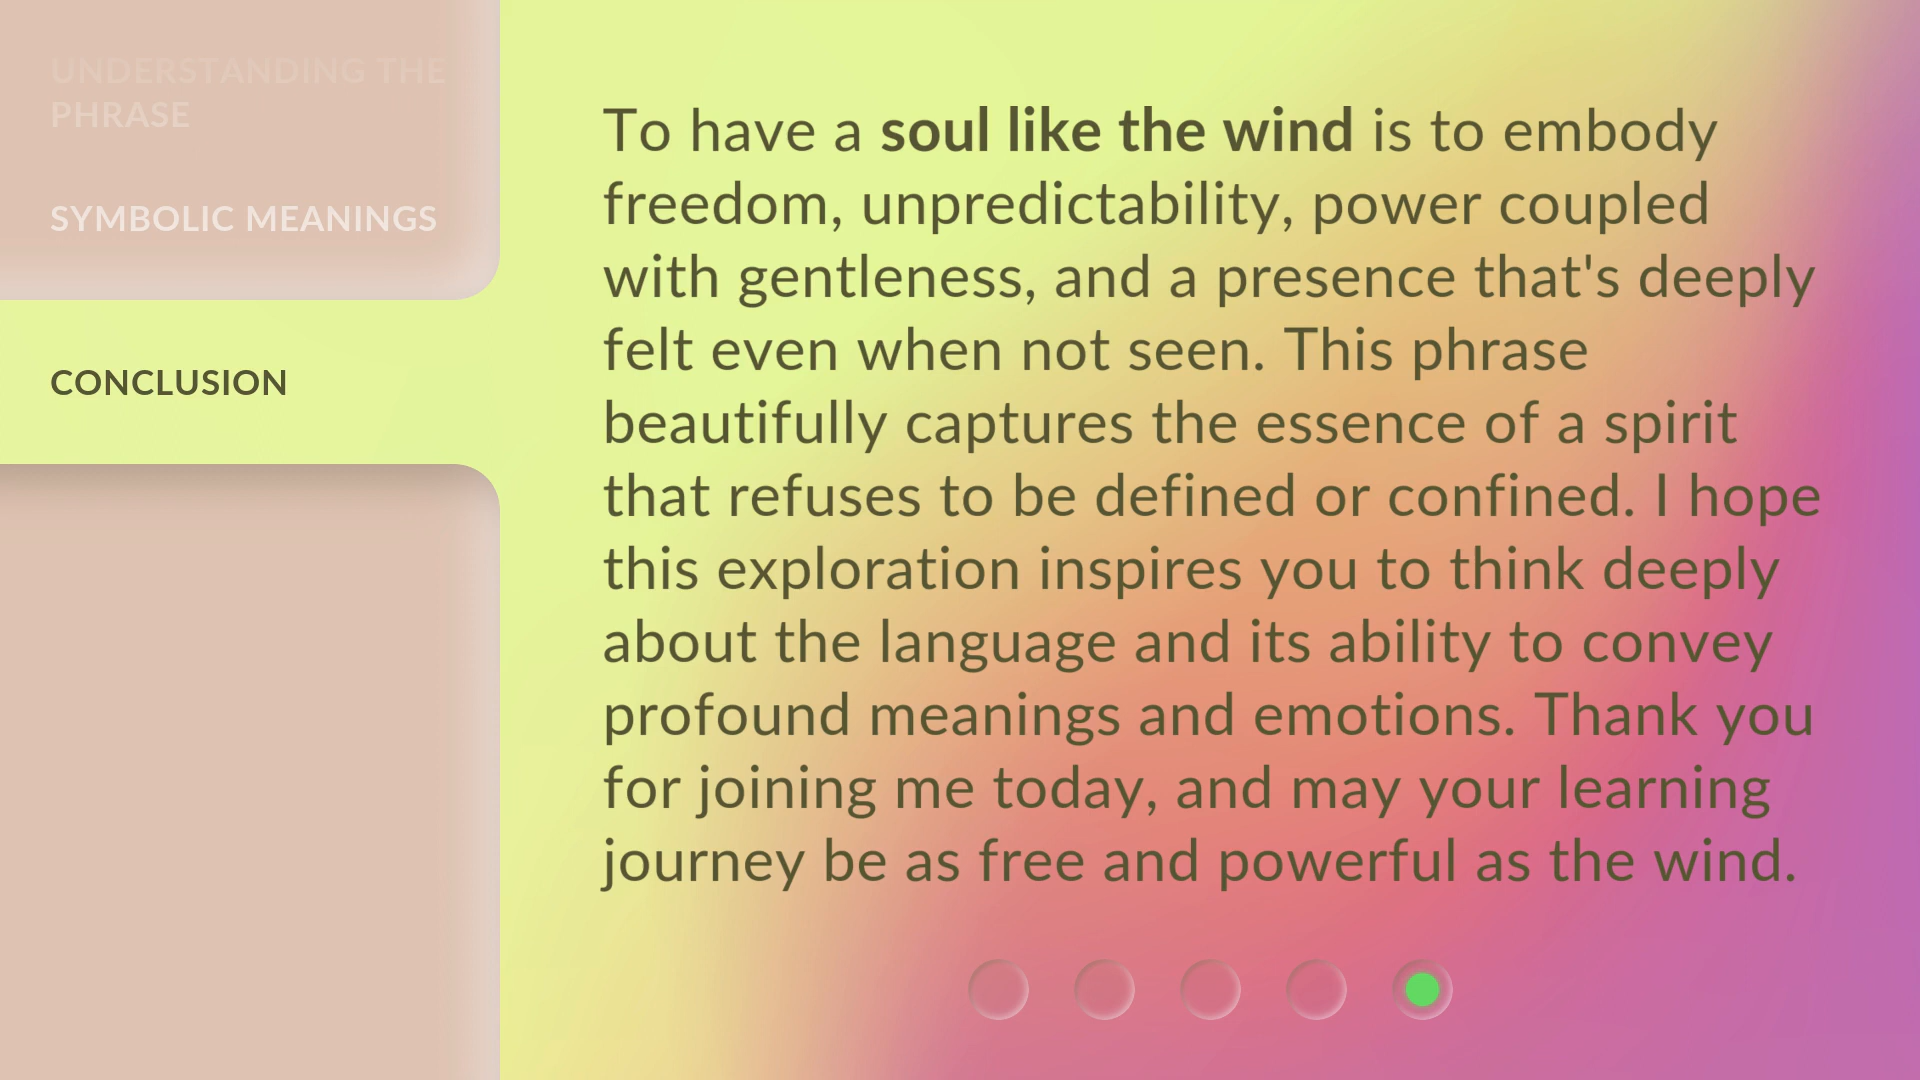 UNDERSTANDING THE
PHRASE
SYMBOLIC MEANINGS
CONCLUSION
To have a soul like the wind is to embody
freedom, unpredictability, power coupled
with gentleness, and a presence that's deeply
felt even when not seen. This phrase
beautifully captures the essence of a spirit
that refuses to be defined or confined. I hope
this exploration inspires you to think deeply
about the language and its ability to convey
profound meanings and emotions. Thank you
for joining me today, and may your learning
journey be as free and powerful as the wind.